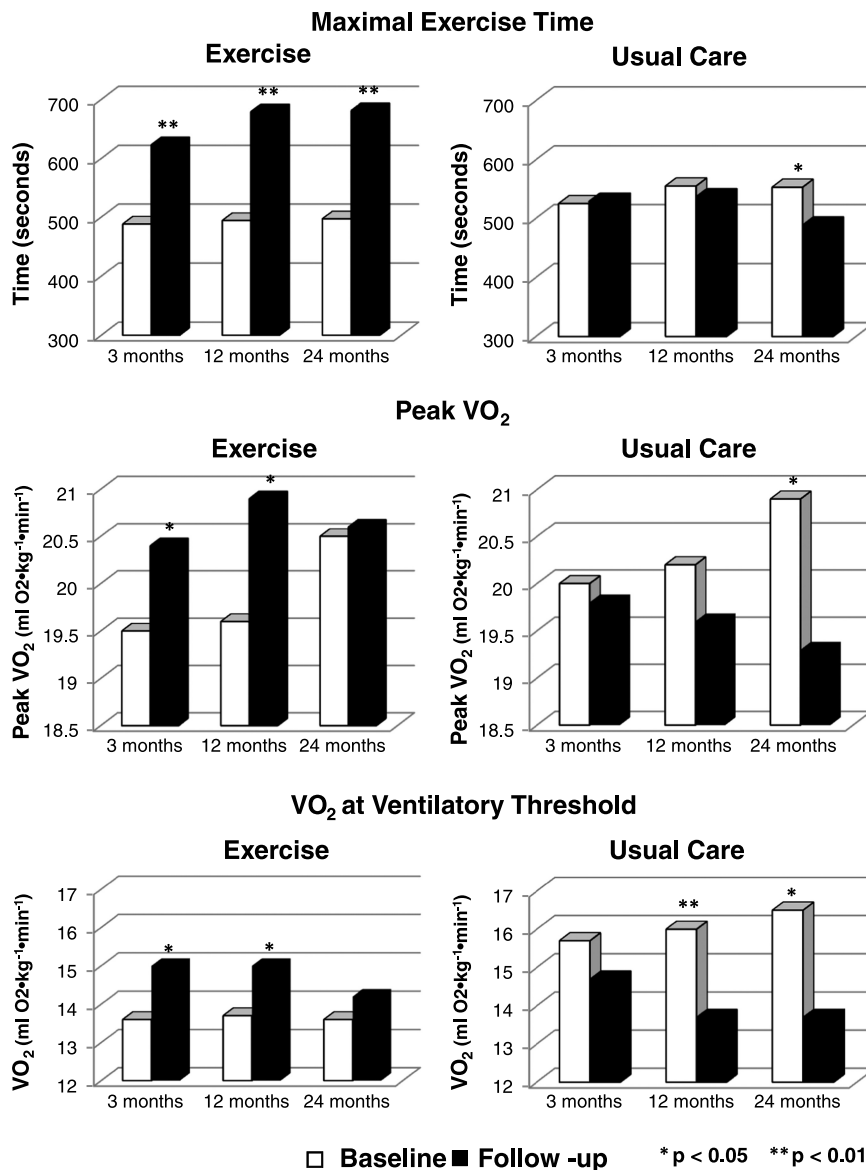 Maximal Exercise Time
Exercise
Usual Care
Time (seconds)
700
600
500
400
300
** ** **
3 months 12 months 24 months
Time (seconds)
700
600
500
400
300
*
3 months 12 months 24 months
Peak VO₂
Exercise
Usual Care
Peak VO₂ (ml O2•kg⁻¹•min⁻¹)
21
20.5
20
19.5
19
18.5
* *
3 months 12 months 24 months
Peak VO₂ (ml O2•kg⁻¹•min⁻¹)
21
20.5
20
19.5
19
18.5
*
3 months 12 months 24 months
VO₂ at Ventilatory Threshold
Exercise
Usual Care
VO₂ (ml O2•kg⁻¹•min⁻¹)
17
16
15
14
13
12
* *
3 months 12 months 24 months
VO₂ (ml O2•kg⁻¹•min⁻¹)
17
16
15
14
13
12
** *
3 months 12 months 24 months
Baseline Follow -up * p < 0.05 ** p < 0.01